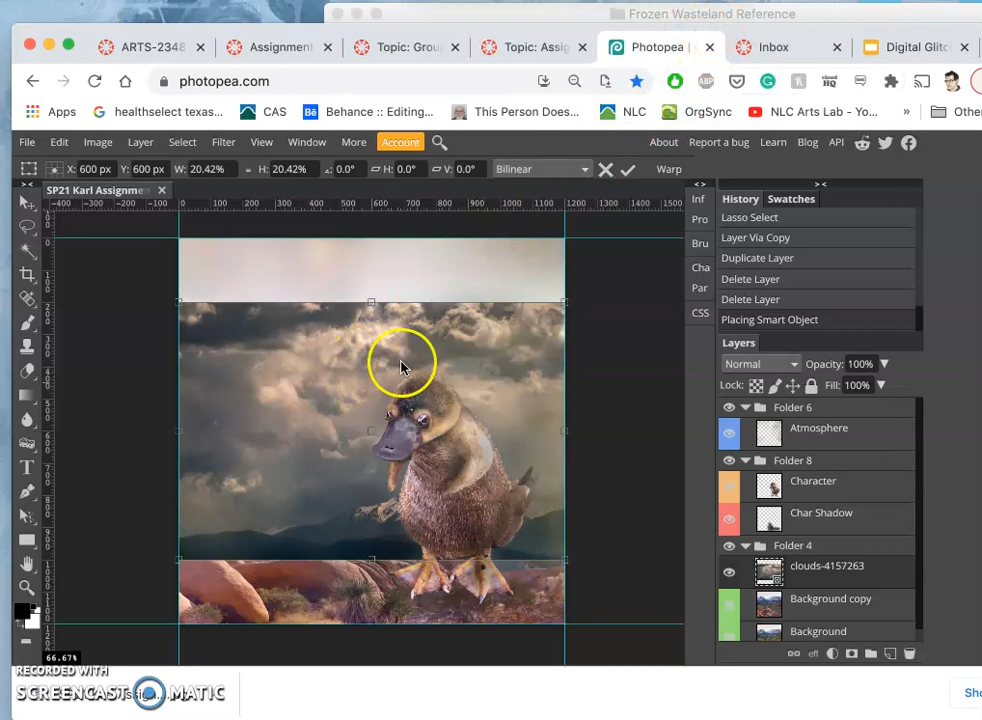 Frozen Wasteland Reference
ARTS-2348
Assignment
Topic: Grou
Topic: Assig
Photopea |
Inbox
Digital Glitc
photopea.com
ABP
cloud HQ
Apps
healthselect texas...
CAS
Behance :: Editing...
This Person Does...
NLC
OrgSync
NLC Arts Lab - Yo...
»
Othe
File Edit Image Layer Select Filter View Window More Account
About Report a bug Learn Blog API
X: 600 px Y: 600 px W: 20.42% = H: 20.42% 0.0° H: 0.0° V: 0.0° Bilinear Warp
SP21 Karl Assignme
History Swatches
Inf
Pro
Bru
Cha
Par
CSS
Lasso Select
Layer Via Copy
Duplicate Layer
Delete Layer
Delete Layer
Placing Smart Object
Layers
Normal Opacity: 100%
Lock: Fill: 100%
Folder 6
Atmosphere
Folder 8
Character
Char Shadow
Folder 4
clouds-4157263
Background copy
Background
eff
66.67%
RECORDED WITH
SCREENCAST MATIC
Sho